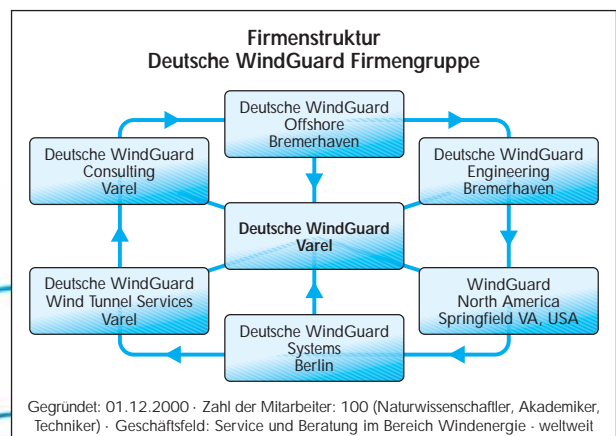 Firmenstruktur
Deutsche WindGuard Firmengruppe
Deutsche WindGuard
Offshore
Bremerhaven
Deutsche WindGuard
Consulting
Varel
Deutsche WindGuard
Engineering
Bremerhaven
Deutsche WindGuard
Varel
Deutsche WindGuard
Wind Tunnel Services
Varel
WindGuard
North America
Springfield VA, USA
Deutsche WindGuard
Systems
Berlin
Gegründet: 01.12.2000 · Zahl der Mitarbeiter: 100 (Naturwissenschaftler, Akademiker,
Techniker) · Geschäftsfeld: Service und Beratung im Bereich Windenergie - weltweit